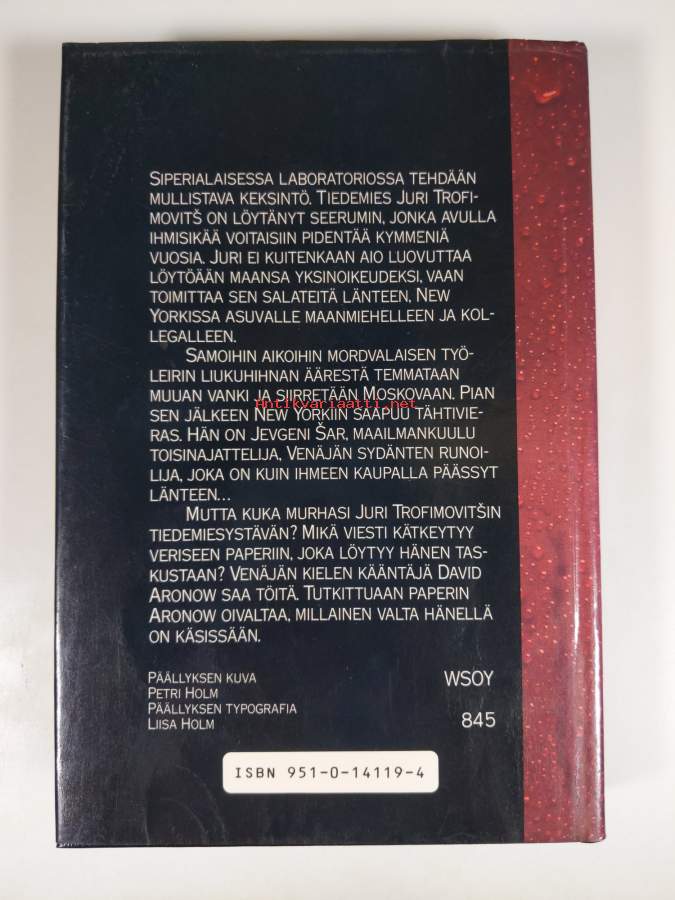 SIPERIALAISESSA LABORATORIOSSA TEHDÄÄN
MULLISTAVA KEKSINTÖ. TIEDEMIES JURI TROFI-
MOVITŠ ON LÖYTÄNYT SEERUMIN, JONKA AVULLA
IHMISIKÄÄ VOITAISIIN PIDENTÄÄ KYMMENIÄ
VUOSIA. JURI EI KUITENKAAN AIO LUOVUTTAA
LÖYTÖÄÄN MAANSA YKSINOIKEUDEKSI, VAAN
TOIMITTAA SEN SALATEITÄ LÄNTEEN, NEW
YORKISSA ASUVALLE MAANMIEHELLEEN JA KOL-
LEGALLEEN.
SAMOIHIN AIKOIHIN MORDVALAISEN TYÖ-
LEIRIN LIUKUHIHNAN ÄÄRESTÄ TEMMATAAN
MUUAN VANKI JA SIIRRETÄÄN MOSKOVAAN. PIAN
Antikvariaatti.net
SEN JÄLKEEN NEW YORKIIN SAAPUU TÄHTIVIE-
RAS. HÄN ON JEVGENI ŠAR, MAAILMANKUULU
TOISINAJATTELIJA, VENÄJÄN SYDÄNTEN RUNOI-
LIJA, JOKA ON KUIN IHMEEN KAUPALLA PÄÄSSYT
LÄNTEEN...
MUTTA KUKA MURHASI JURI TROFIMOVITŠIN
TIEDEMIESYSTÄVÄN? MIKÄ VIESTI KÄTKEYTYY
VERISEEN PAPERIIN, JOKA LÖYTYY HÄNEN TAS-
KUSTAAN? VENÄJÄN KIELEN KÄÄNTÄJÄ DAVID
ARONOW SAA TÖITÄ. TUTKITTUAAN PAPERIN
ARONOW OIVALTAA, MILLAINEN VALTA HÄNELLÄ
ON KÄSISSÄÄN.
PÄÄLLYKSEN KUVA
PETRI HOLM
PÄÄLLYKSEN TYPOGRAFIA
LIISA HOLM
WSOY
845
ISBN 951-0-14119-4